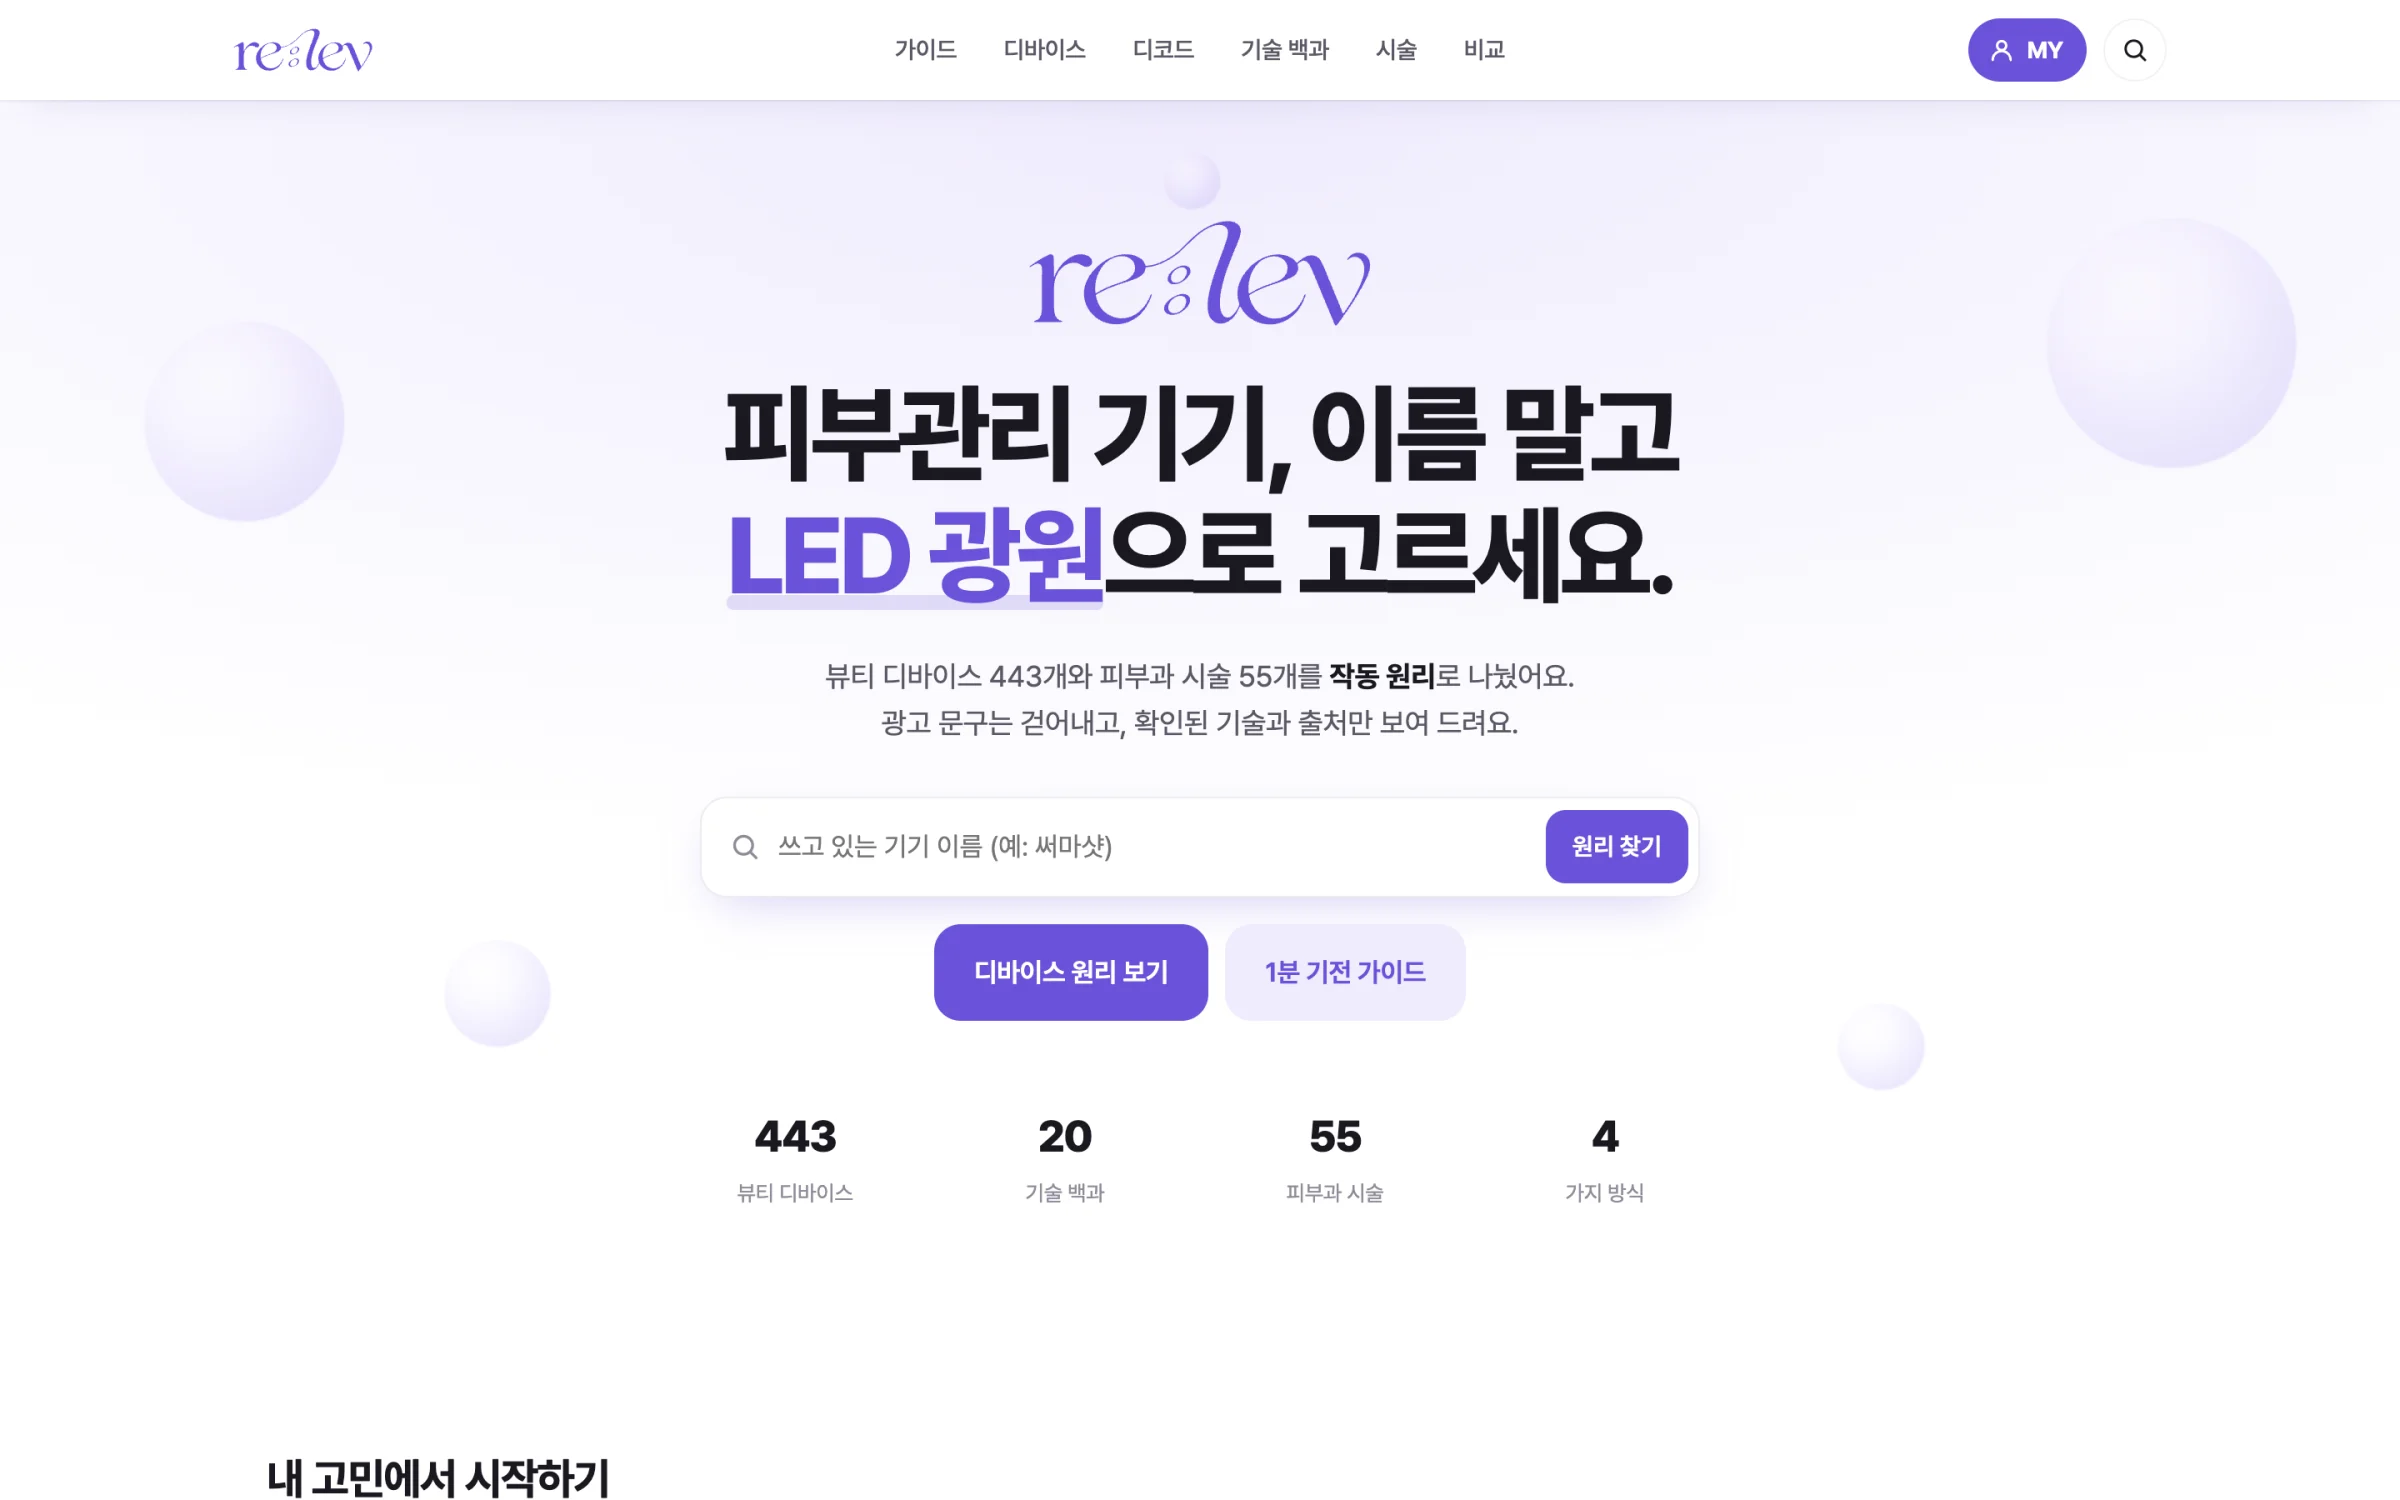 re:lev
가이드 디바이스 디코드 기술 백과 시술 비교
MY
re:lev
피부관리 기기, 이름 말고
LED 광원으로 고르세요.
뷰티 디바이스 443개와 피부과 시술 55개를 작동 원리로 나눴어요.
광고 문구는 걷어내고, 확인된 기술과 출처만 보여 드려요.
쓰고 있는 기기 이름 (예: 써마샷)
원리 찾기
디바이스 원리 보기
1분 기전 가이드
443 20 55 4
뷰티 디바이스 기술 백과 피부과 시술 가지 방식
내 고민에서 시작하기